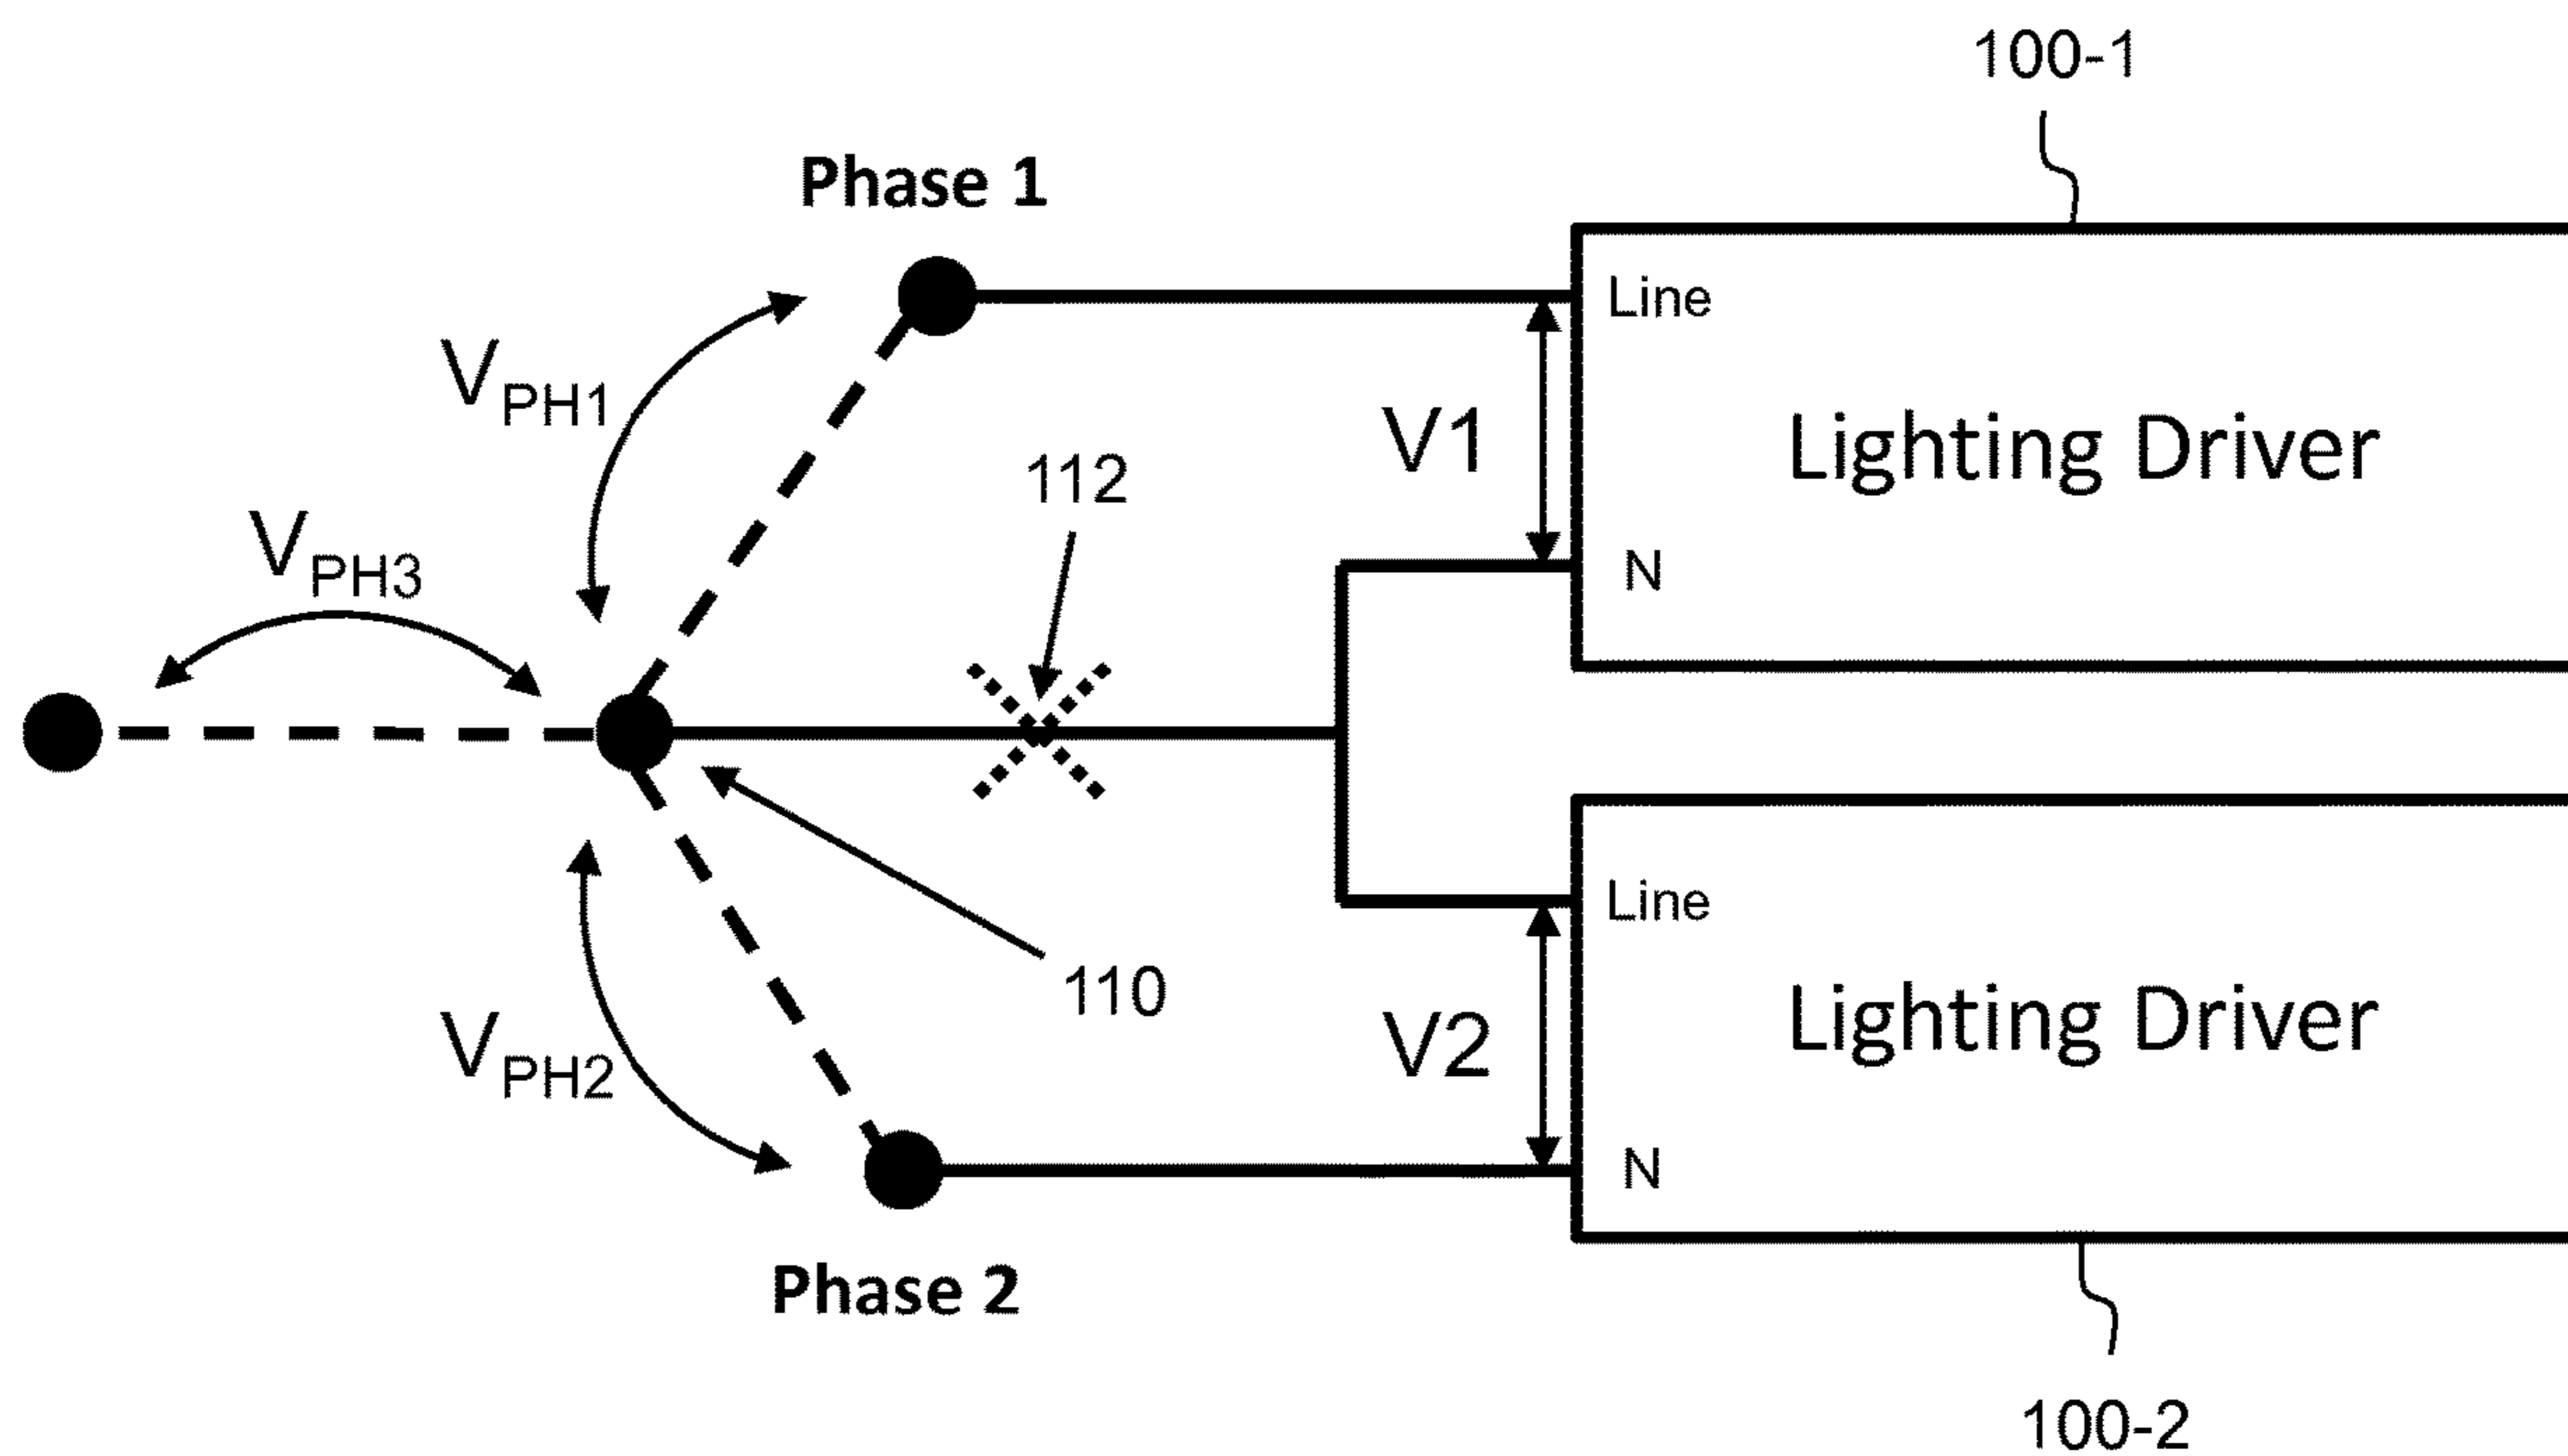 100-1
Phase 1
Line
VPH1
V1
Lighting Driver
112
VPH3
N
Line
110
V2
Lighting Driver
VPH2
N
Phase 2
100-2